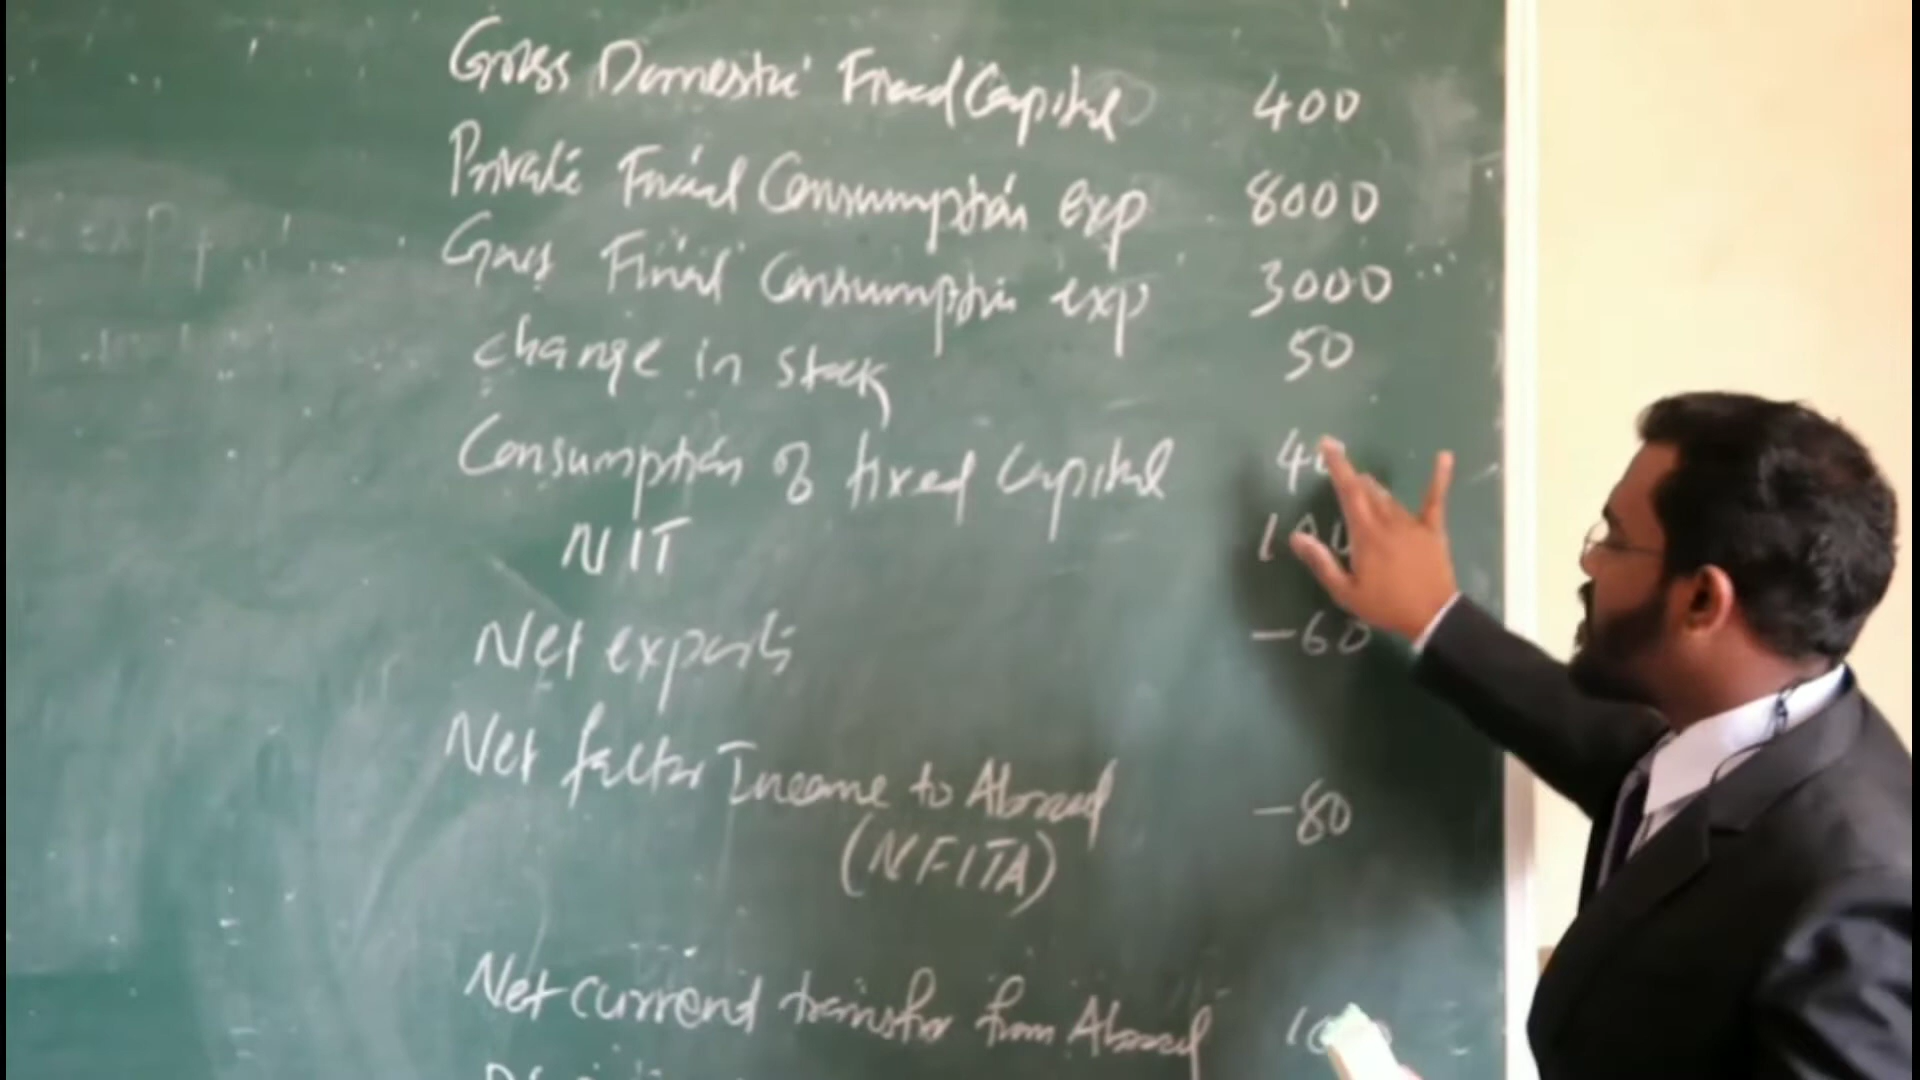 Gross Domestic Fixed Capital 400
Private Final Consumption exp 8000
Final Consumption exp 3000
change in stock 50
Consumption of fixed Capital 40
NIT
Net exports -60
Net factor Income to Abroad -80
(NFITA)
Net current transfer from Abroad